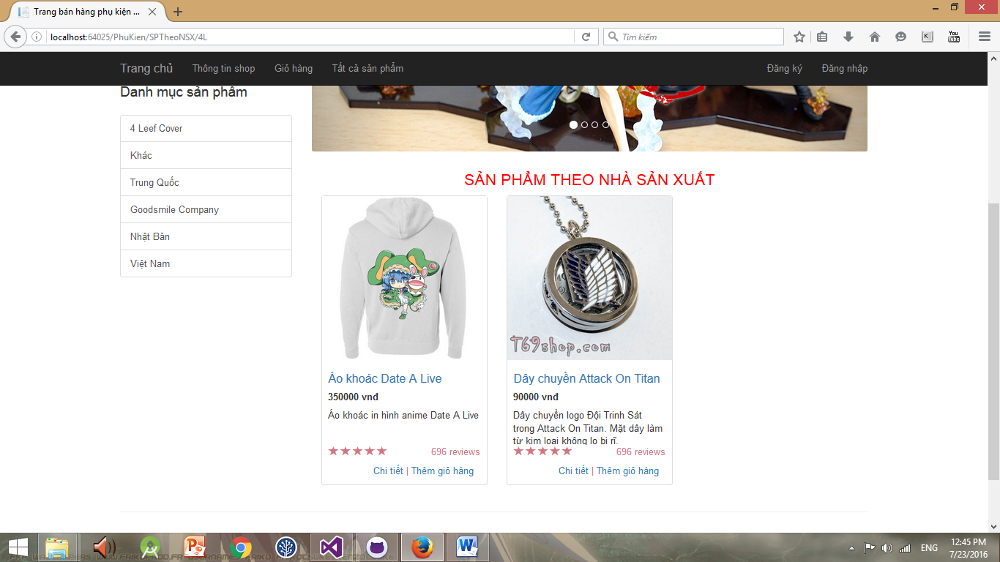 Trang bán hàng phụ kiện ...
localhost:64025/PhuKien/SPTheoNSX/4L
Tìm kiếm
You
Tube
Trang chủ
Thông tin shop
Giỏ hàng
Tất cả sản phẩm
Đăng ký
Đăng nhập
Danh mục sản phẩm
4 Leef Cover
Khác
Trung Quốc
Goodsmile Company
Nhật Bản
Việt Nam
SẢN PHẨM THEO NHÀ SẢN XUẤT
T69shop.com
Áo khoác Date A Live
350000 vnđ
Áo khoác in hình anime Date A Live
696 reviews
Chi tiết | Thêm giỏ hàng
Dây chuyền Attack On Titan
90000 vnđ
Dây chuyền logo Đội Trinh Sát
trong Attack On Titan. Mặt dây làm
từ kim loại không lo bị rĩ.
696 reviews
Chi tiết | Thêm giỏ hàng
ENG
12:45 PM
7/23/2016